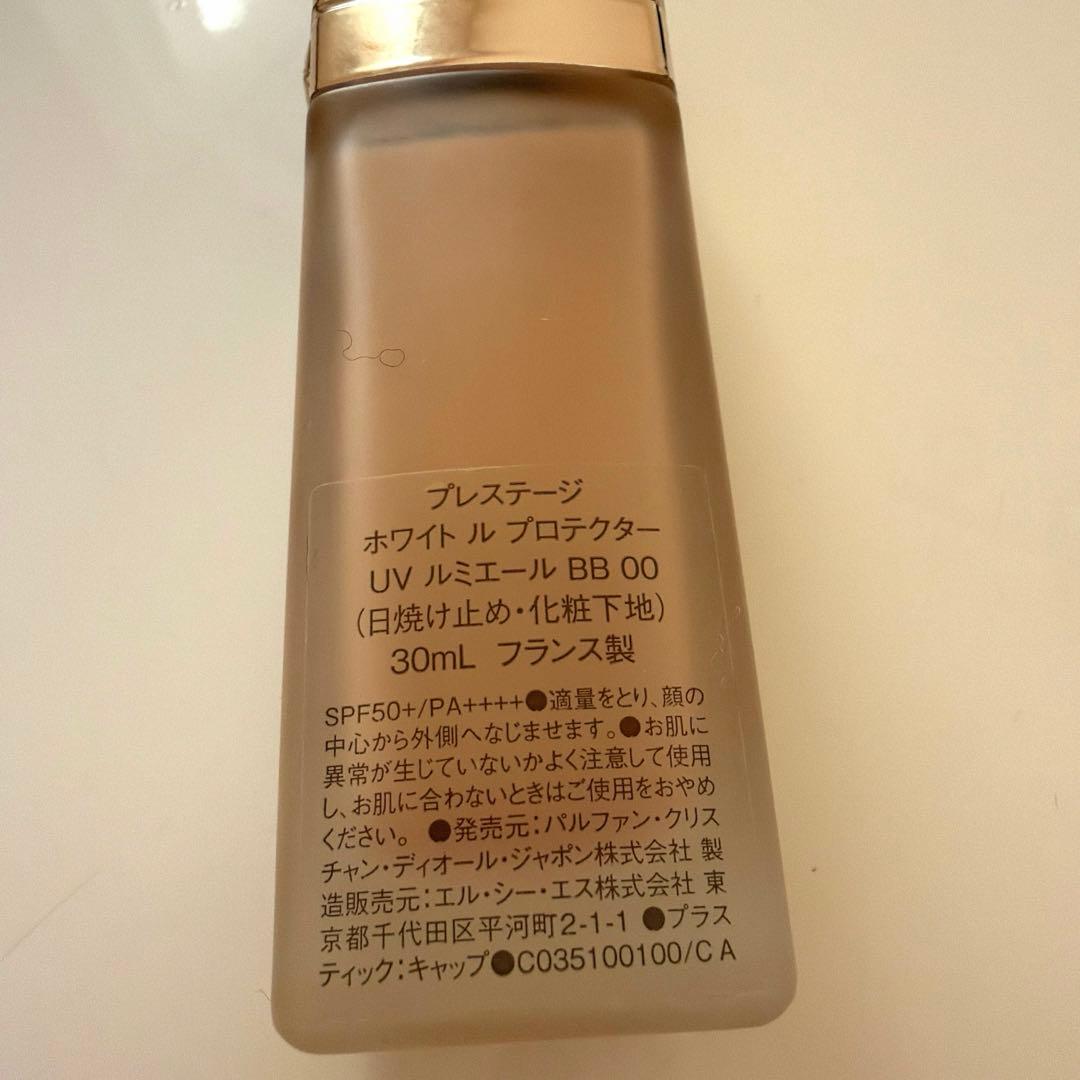 プレステージ
ホワイト ル プロテクター
UV ルミエール BB 00
(日焼け止め・化粧下地)
30mL フランス製
SPF50+/PA++++●適量をとり、顔の
中心から外側へなじませます。●お肌に
異常が生じていないかよく注意して使用
し、お肌に合わないときはご使用をおやめ
ください。 ●発売元：パルファン・クリス
チャン・ディオール・ジャポン株式会社 製
造販売元：エル・シー・エス株式会社 東
京都千代田区平河町2-1-1 ●プラス
ティック：キャップ●C035100100/C A